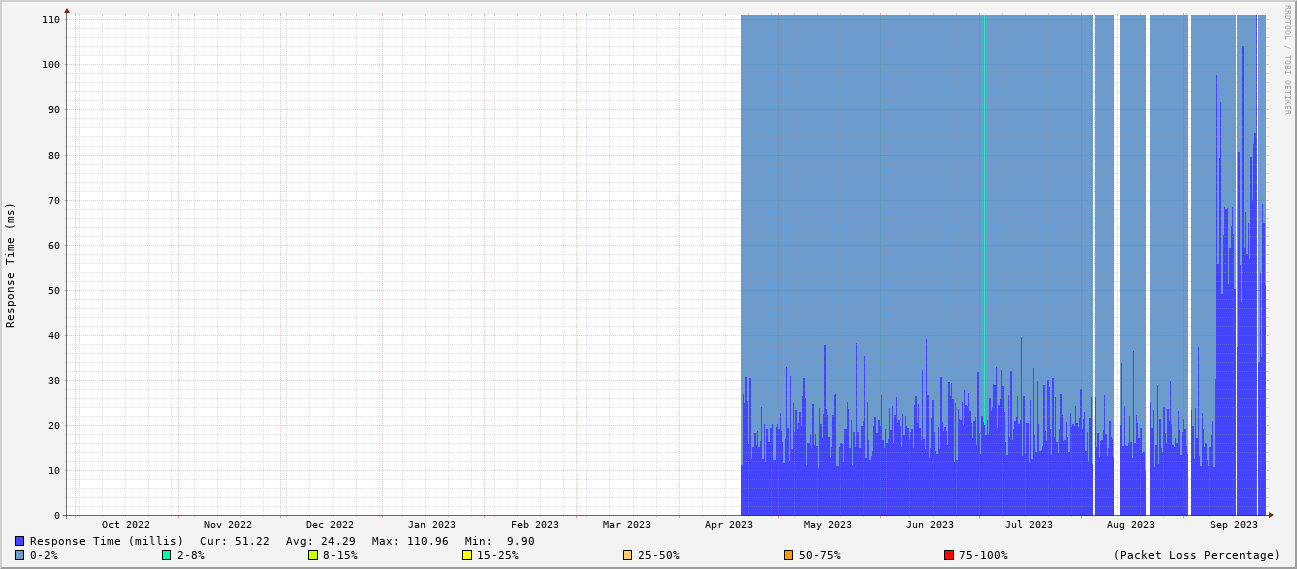 RRDTOOL / TOBI OETIKER
Response Time (ms)
110
100
90
80
70
60
50
40
30
20
10
0
Oct 2022 Nov 2022 Dec 2022 Jan 2023 Feb 2023 Mar 2023 Apr 2023 May 2023 Jun 2023 Jul 2023 Aug 2023 Sep 2023
Response Time (millis) Cur: 51.22 Avg: 24.29 Max: 110.96 Min: 9.90
0-2% 2-8% 8-15% 15-25% 25-50% 50-75% 75-100% (Packet Loss Percentage)